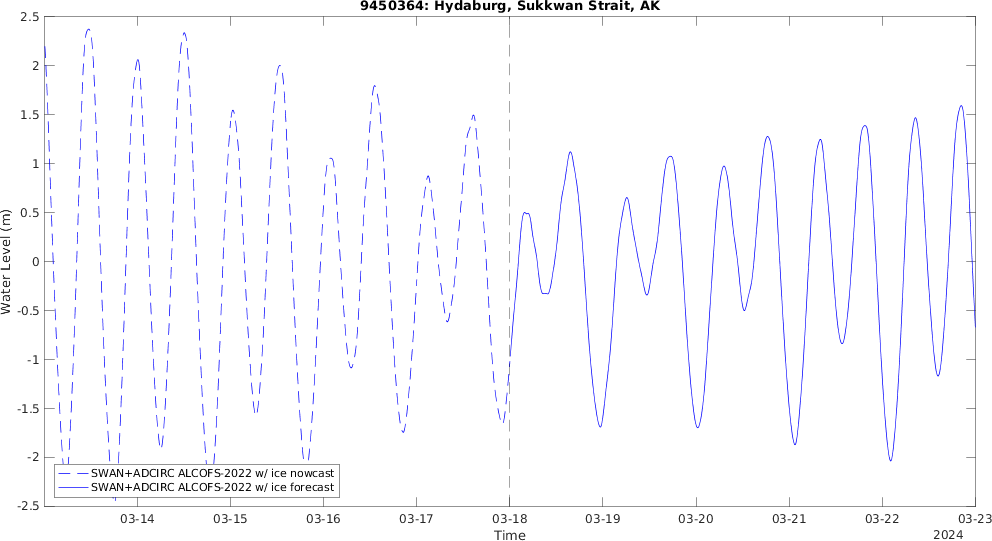 9450364: Hydaburg, Sukkwan Strait, AK
Water Level (m)
2.5
2
1.5
1
0.5
0
-0.5
-1
-1.5
-2
-2.5
SWAN+ADCIRC ALCOFS-2022 w/ ice nowcast
SWAN+ADCIRC ALCOFS-2022 w/ ice forecast
03-14 03-15 03-16 03-17 03-18 03-19 03-20 03-21 03-22 03-23
Time
2024